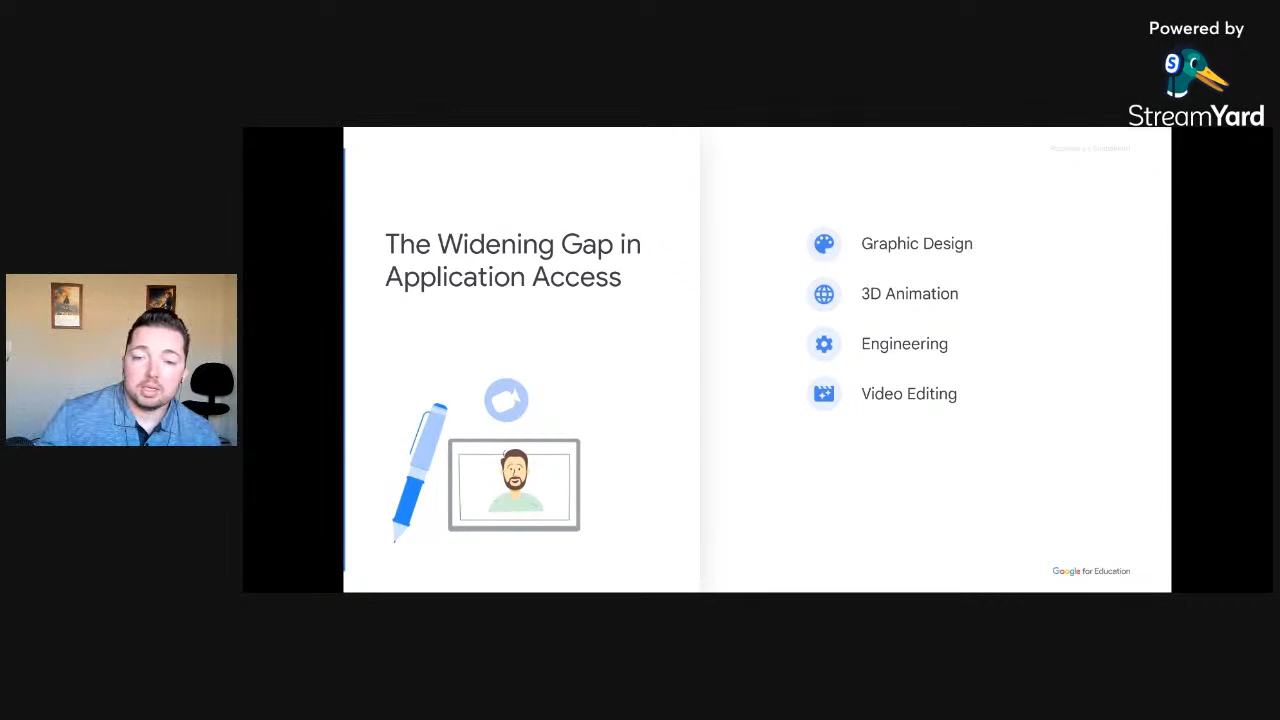 Powered by
StreamYard
The Widening Gap in
Application Access
Graphic Design
3D Animation
Engineering
Video Editing
Google for Education